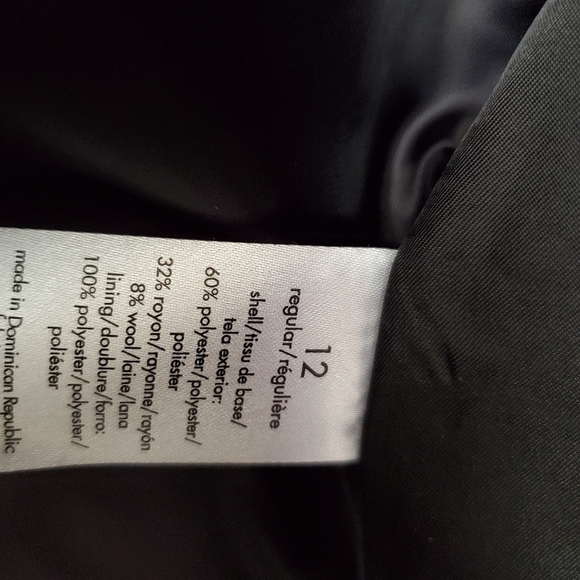 12
regular/régulière
shell/tissu de base/
tela exterior:
60% polyester/polyester/
poliéster
32% rayon/rayonne/rayón
8% wool/laine/lana
lining/doublure/forro:
100% polyester/polyester/
poliéster
made in Dominican Republic